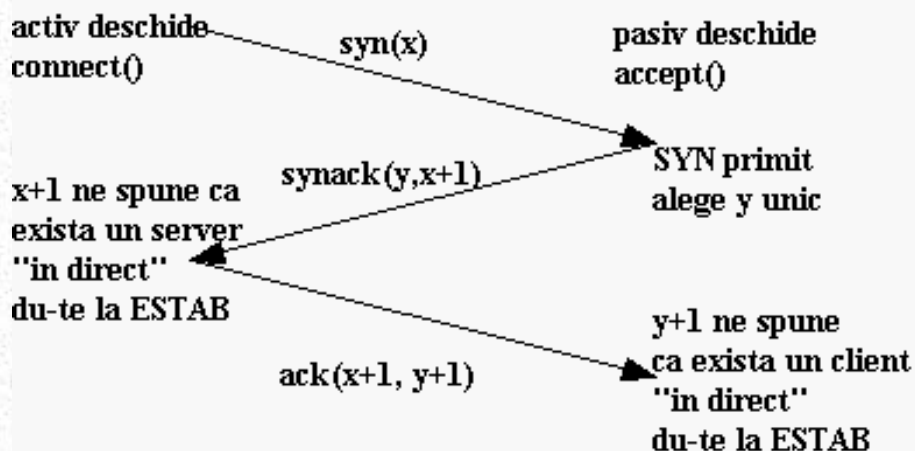 activ deschide
connect()
syn(x)
pasiv deschide
accept()
SYN primit
alege y unic
synack(y,x+1)
x+1 ne spune ca
exista un server
"in direct"
du-te la ESTAB
ack(x+1, y+1)
y+1 ne spune
ca exista un client
"in direct"
du-te la ESTAB